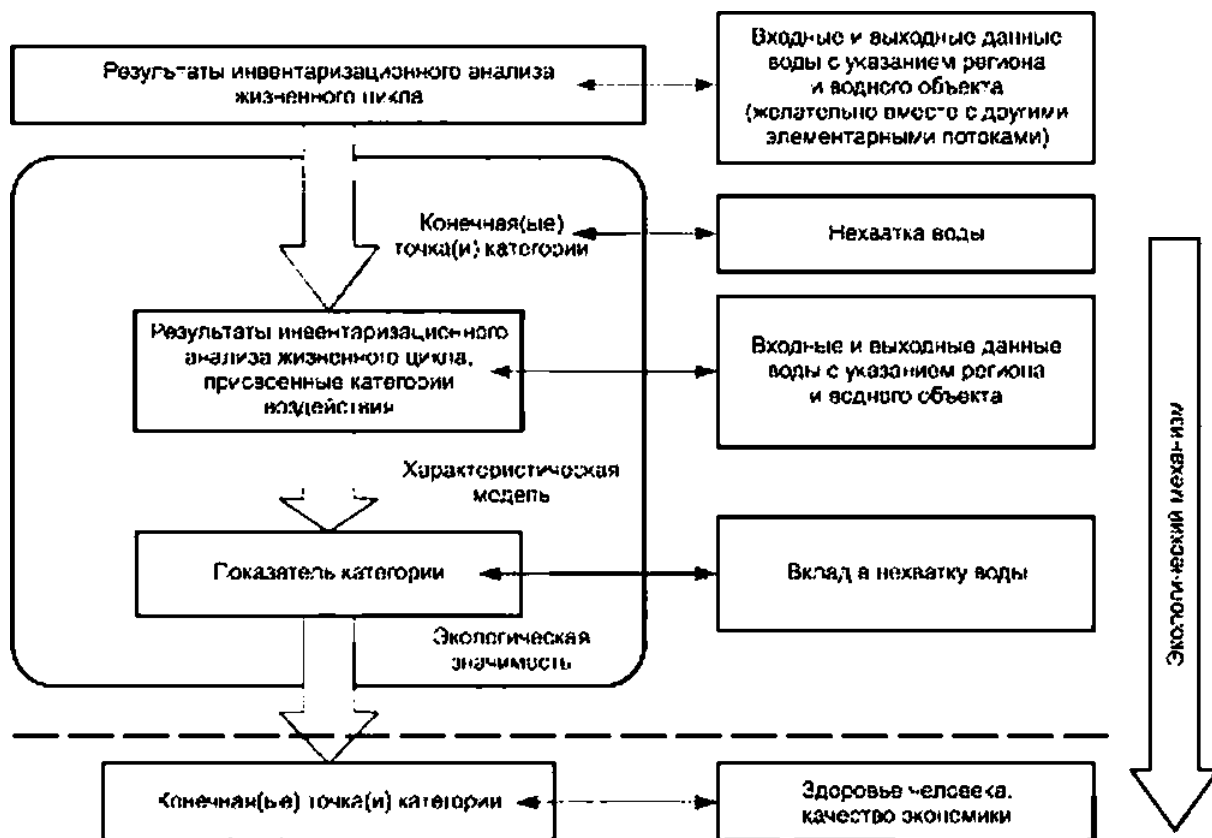 Результаты инвентаризационного анализа
жизненного цикла
Входные и выходные данные
воды с указанием региона
и водного объекта
(желательно вместе с другими
элементарными потоками)
Конечная(ые)
точка(и) категории
Нехватка воды
Результаты инвентаризационного
анализа жизненного цикла,
присвоенные категории
воздействия
Входные и выходные данные
воды с указанием региона
и водного объекта
Характеристическая
модель
Показатель категории
Вклад в нехватку воды
Экологическая
значимость
Конечная(ые) точка(и) категории
Здоровье человека,
качество экономики
Экологический механизм